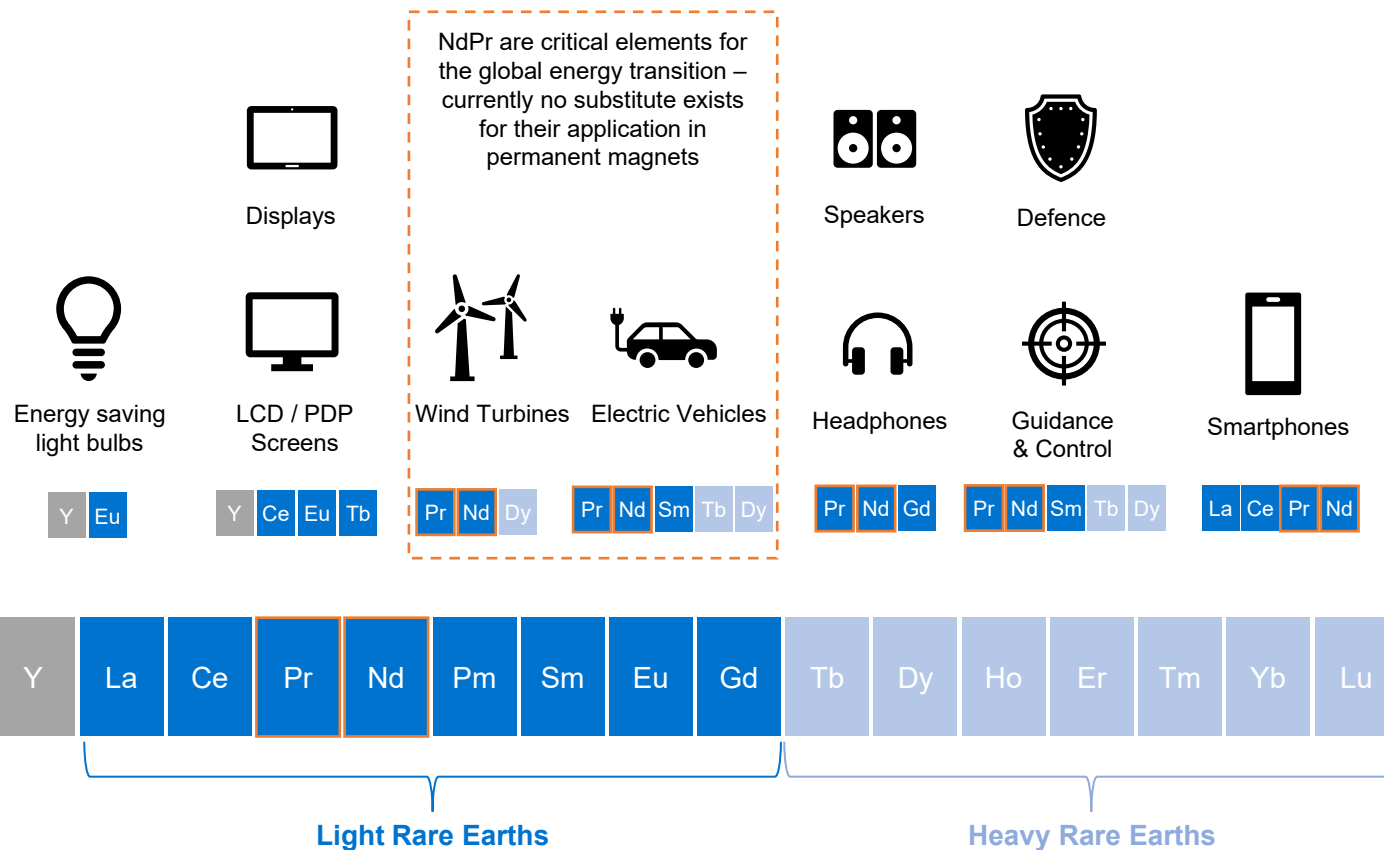 NdPr are critical elements for
the global energy transition –
currently no substitute exists
for their application in
permanent magnets
Displays
Speakers
Defence
Energy saving
light bulbs
LCD / PDP
Screens
Wind Turbines
Electric Vehicles
Headphones
Guidance
& Control
Smartphones
Y Eu
Y Ce Eu Tb
Pr Nd Dy
Pr Nd Sm Tb Dy
Pr Nd Gd
Pr Nd Sm Tb Dy
La Ce Pr Nd
Y La Ce Pr Nd Pm Sm Eu Gd Tb Dy Ho Er Tm Yb Lu
Light Rare Earths
Heavy Rare Earths